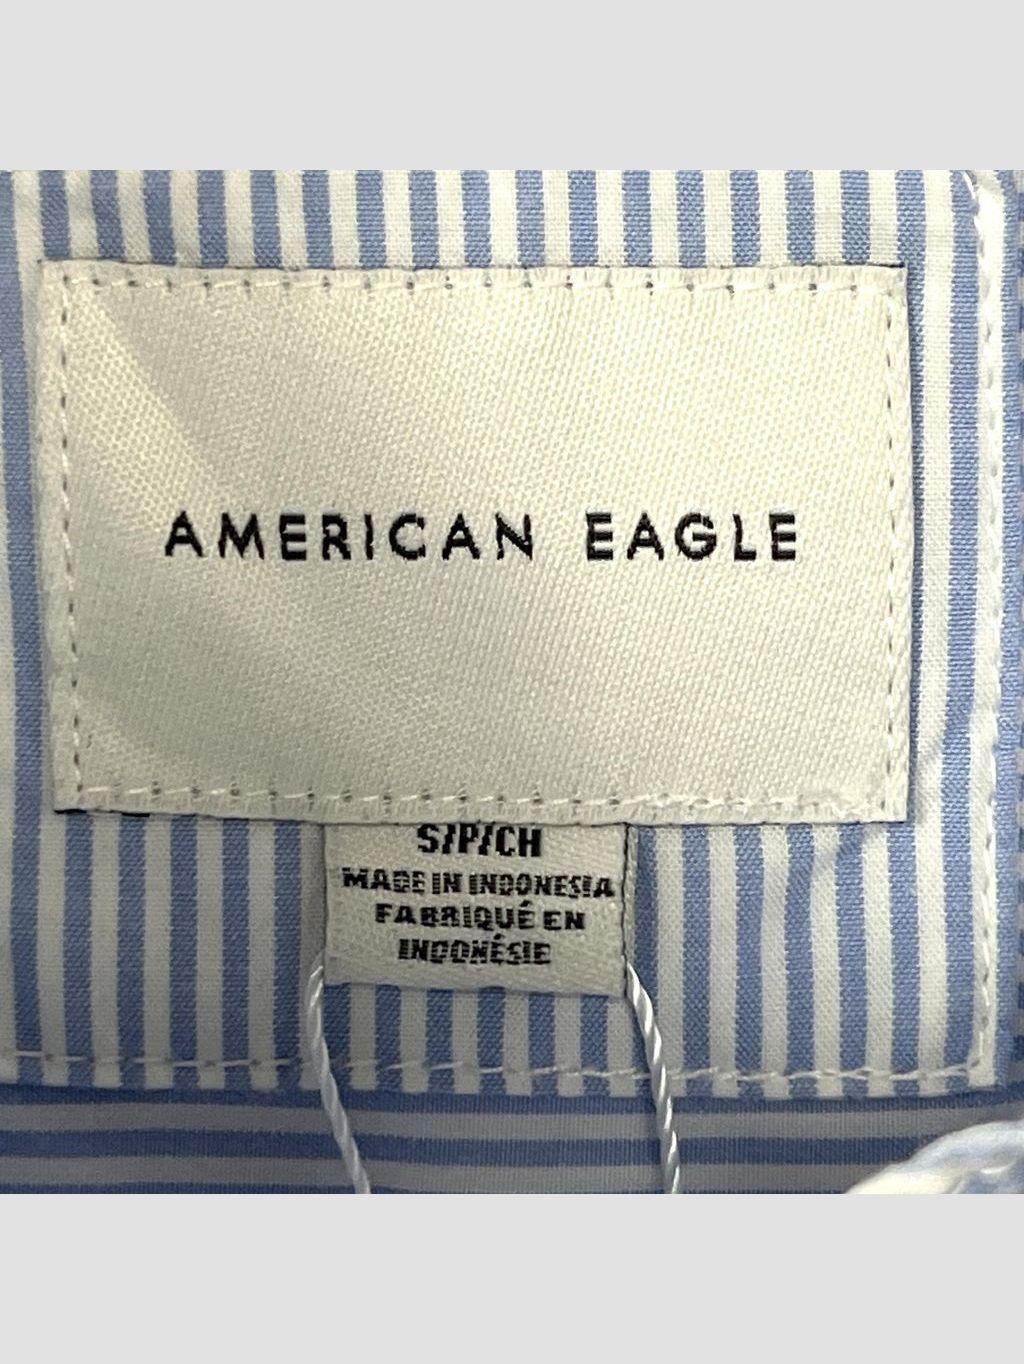 AMERICAN EAGLE
S/P/CH
MADE IN INDONESIA
FABRIQUÉ EN
INDONÉSIE